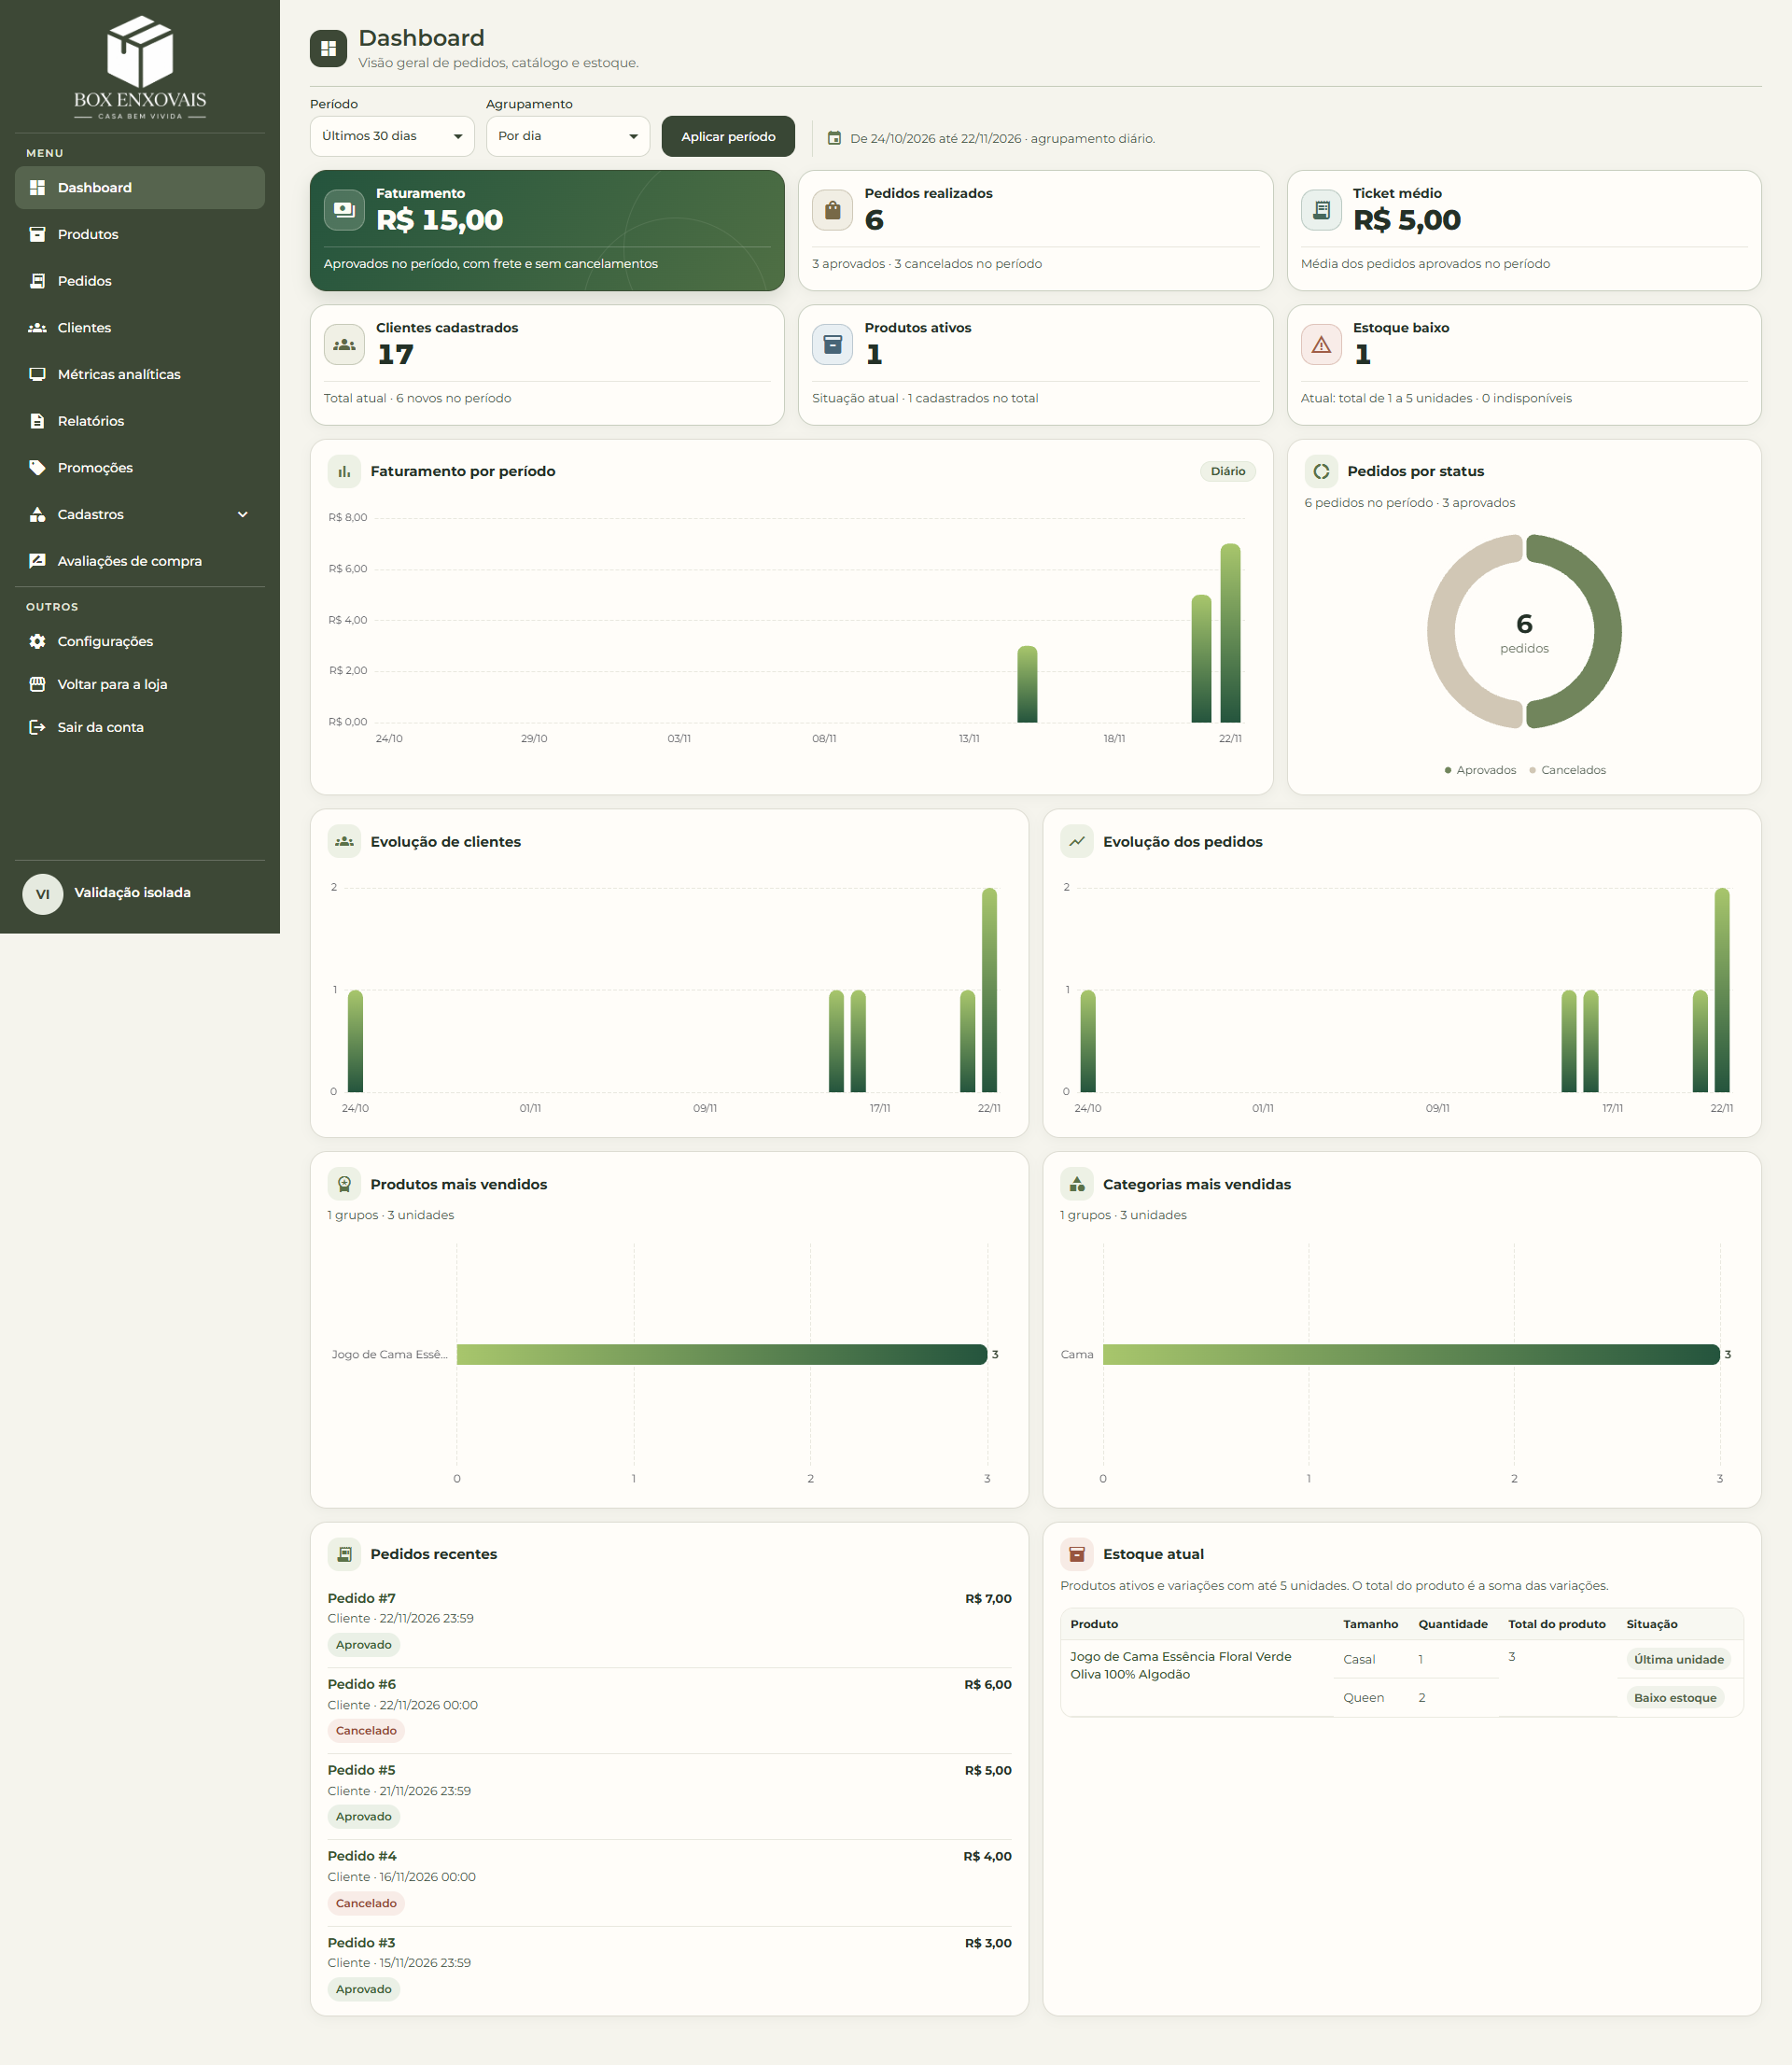 BOX ENXOVAIS
CASA BEM VIVIDA
MENU
Dashboard
Produtos
Pedidos
Clientes
Métricas analíticas
Relatórios
Promoções
Cadastros
Avaliações de compra
OUTROS
Configurações
Voltar para a loja
Sair da conta
VI
Validação isolada
Dashboard
Visão geral de pedidos, catálogo e estoque.
Período
Agrupamento
Últimos 30 dias
Por dia
Aplicar período
De 24/10/2026 até 22/11/2026 · agrupamento diário.
Faturamento
R$ 15,00
Aprovados no período, com frete e sem cancelamentos
Pedidos realizados
6
3 aprovados · 3 cancelados no período
Ticket médio
R$ 5,00
Média dos pedidos aprovados no período
Clientes cadastrados
17
Total atual · 6 novos no período
Produtos ativos
1
Situação atual · 1 cadastrados no total
Estoque baixo
1
Atual: total de 1 a 5 unidades · 0 indisponíveis
Faturamento por período
Diário
R$ 8,00
R$ 6,00
R$ 4,00
R$ 2,00
R$ 0,00
24/10 29/10 03/11 08/11 13/11 18/11 22/11
Pedidos por status
6 pedidos no período · 3 aprovados
6
pedidos
Aprovados Cancelados
Evolução de clientes
2
1
0
24/10 01/11 09/11 17/11 22/11
Evolução dos pedidos
2
1
0
24/10 01/11 09/11 17/11 22/11
Produtos mais vendidos
1 grupos · 3 unidades
Jogo de Cama Essê... 3
0 1 2 3
Categorias mais vendidas
1 grupos · 3 unidades
Cama 3
0 1 2 3
Pedidos recentes
Pedido #7 R$ 7,00
Cliente · 22/11/2026 23:59
Aprovado
Pedido #6 R$ 6,00
Cliente · 22/11/2026 00:00
Cancelado
Pedido #5 R$ 5,00
Cliente · 21/11/2026 23:59
Aprovado
Pedido #4 R$ 4,00
Cliente · 16/11/2026 00:00
Cancelado
Pedido #3 R$ 3,00
Cliente · 15/11/2026 23:59
Aprovado
Estoque atual
Produtos ativos e variações com até 5 unidades. O total do produto é a soma das variações.
Produto Tamanho Quantidade Total do produto Situação
Jogo de Cama Essência Floral Verde
Oliva 100% Algodão
Casal 1 3 Última unidade
Queen 2 Baixo estoque